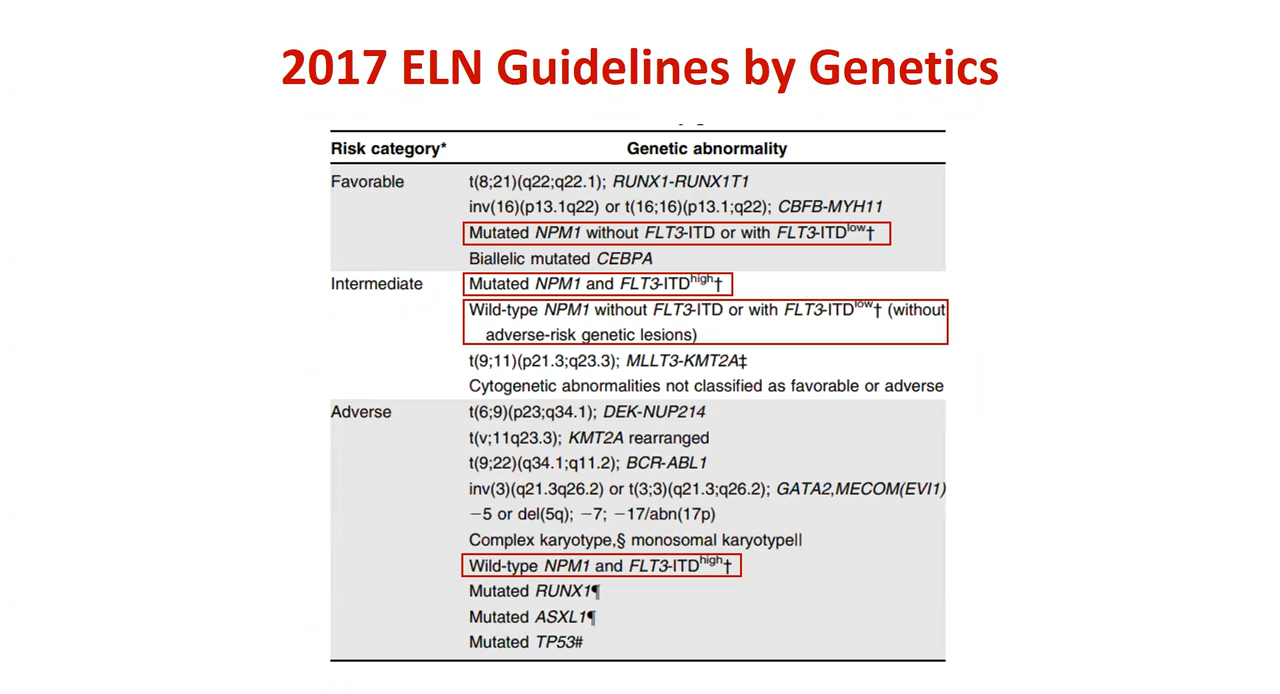 2017 ELN Guidelines by Genetics
Risk category* Genetic abnormality
Favorable t(8;21)(q22;q22.1); RUNX1-RUNX1T1
inv(16)(p13.1q22) or t(16;16)(p13.1;q22); CBFB-MYH11
Mutated NPM1 without FLT3-ITD or with FLT3-ITDlow†
Biallelic mutated CEBPA
Intermediate Mutated NPM1 and FLT3-ITDhigh†
Wild-type NPM1 without FLT3-ITD or with FLT3-ITDlow† (without
adverse-risk genetic lesions)
t(9;11)(p21.3;q23.3); MLLT3-KMT2A‡
Cytogenetic abnormalities not classified as favorable or adverse
Adverse t(6;9)(p23;q34.1); DEK-NUP214
t(v;11q23.3); KMT2A rearranged
t(9;22)(q34.1;q11.2); BCR-ABL1
inv(3)(q21.3q26.2) or t(3;3)(q21.3;q26.2); GATA2,MECOM(EVI1)
−5 or del(5q); −7; −17/abn(17p)
Complex karyotype,§ monosomal karyotype||
Wild-type NPM1 and FLT3-ITDhigh†
Mutated RUNX1¶
Mutated ASXL1¶
Mutated TP53#